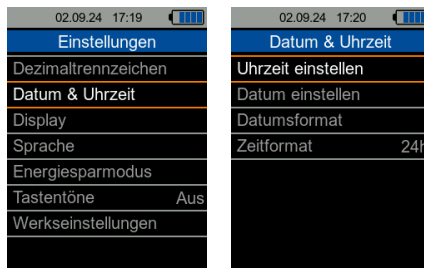 02.09.24 17:19
Einstellungen
Dezimaltrennzeichen
Datum & Uhrzeit
Display
Sprache
Energiesparmodus
Tastentöne Aus
Werkseinstellungen
02.09.24 17:20
Datum & Uhrzeit
Uhrzeit einstellen
Datum einstellen
Datumsformat
Zeitformat 24h